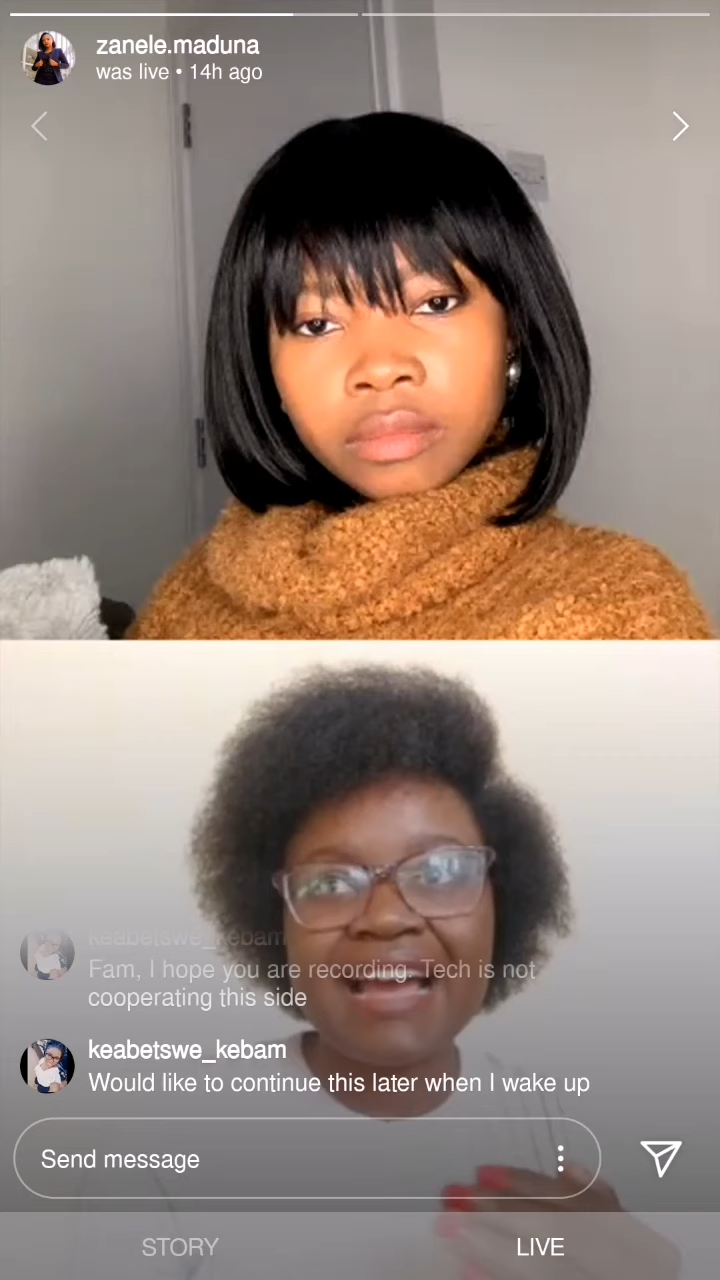 zanele.maduna
was live • 14h ago
keabetswe_kebam
Fam, I hope you are recording. Tech is not
cooperating this side
keabetswe_kebam
Would like to continue this later when I wake up
Send message
STORY
LIVE